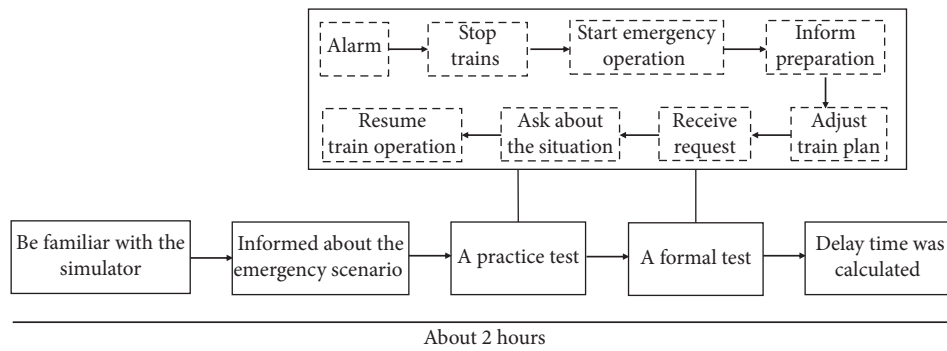 Alarm
Stop
trains
Start emergency
operation
Inform
preparation
Resume
train operation
Ask about
the situation
Receive
request
Adjust
train plan
Be familiar with the
simulator
Informed about the
emergency scenario
A practice test
A formal test
Delay time was
calculated
About 2 hours